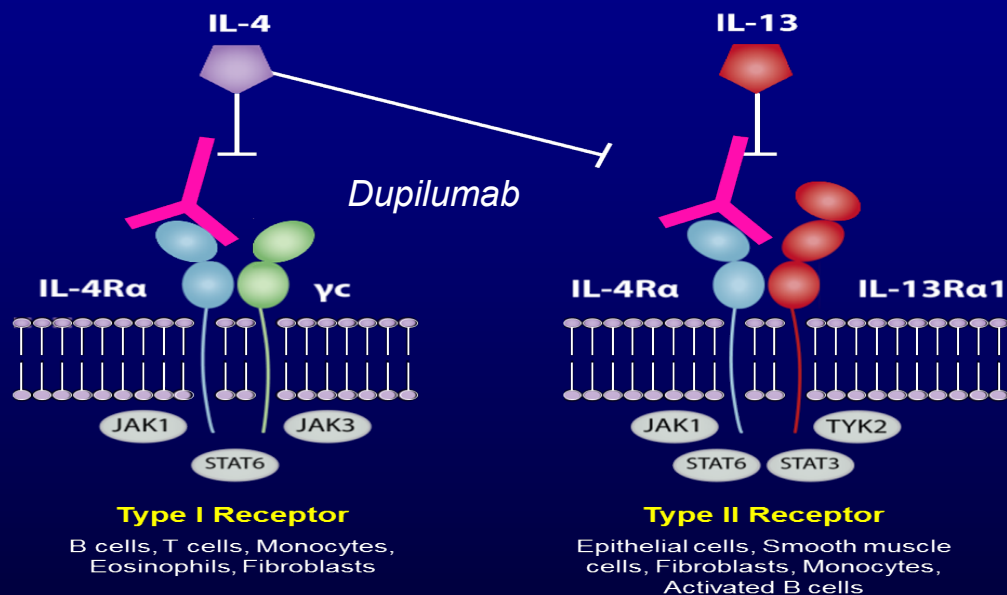 IL-4
IL-13
Dupilumab
IL-4Rα
γc
IL-4Rα
IL-13Rα1
JAK1
JAK3
STAT6
JAK1
TYK2
STAT6
STAT3
Type I Receptor
B cells, T cells, Monocytes,
Eosinophils, Fibroblasts
Type II Receptor
Epithelial cells, Smooth muscle
cells, Fibroblasts, Monocytes,
Activated B cells